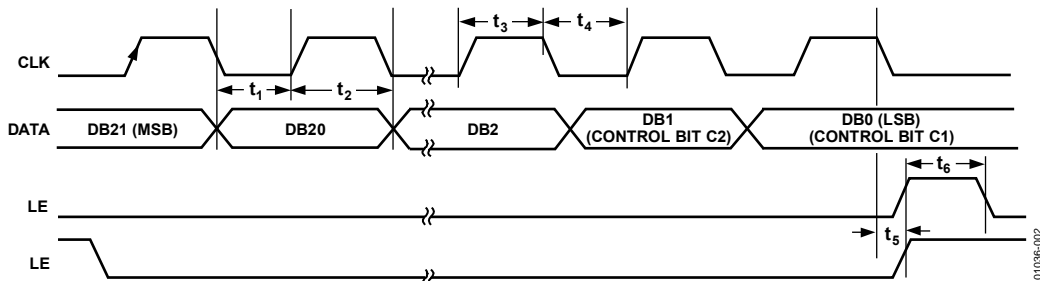 t3
t4
CLK
t1
t2
DATA
DB21 (MSB)
DB20
DB2
DB1
(CONTROL BIT C2)
DB0 (LSB)
(CONTROL BIT C1)
t6
LE
t5
LE
01036-002